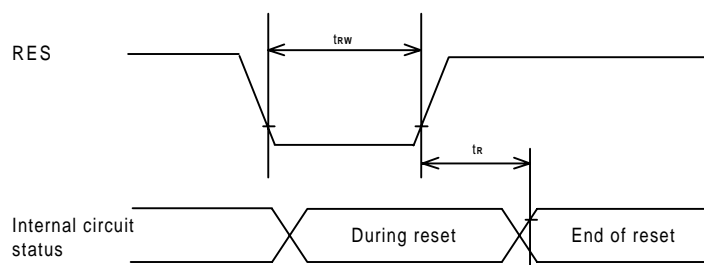 tRW
RES
tR
Internal circuit
status
During reset
End of reset